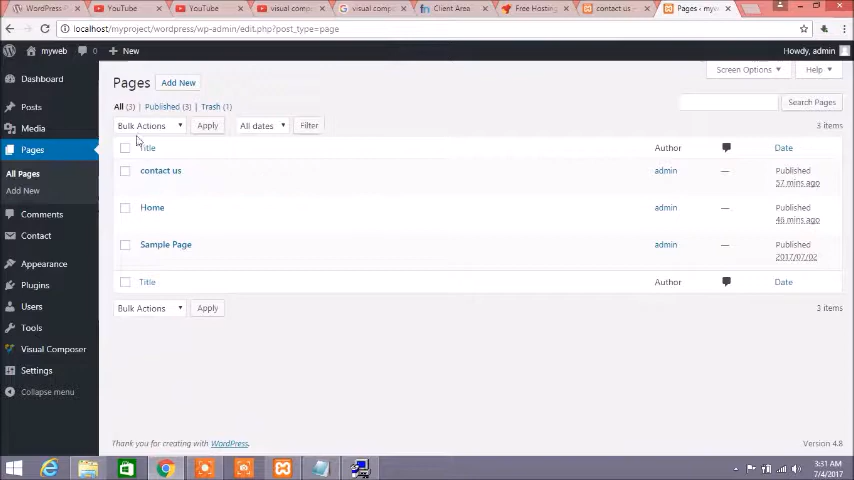 WordPress-P
YouTube
YouTube
visual comp
visual comp
Client Area
Free Hosting
contact us –
Pages ‹ myw
localhost/myproject/wordpress/wp-admin/edit.php?post_type=page
myweb 0 + New
Howdy, admin
Screen Options
Help
Dashboard
Posts
Media
Pages
All Pages
Add New
Comments
Contact
Appearance
Plugins
Users
Tools
Visual Composer
Settings
Collapse menu
Pages Add New
All (3) | Published (3) | Trash (1)
Search Pages
Bulk Actions Apply All dates Filter 3 items
Title Author Date
contact us admin — Published
57 mins ago
Home admin — Published
46 mins ago
Sample Page admin — Published
2017/07/02
Title Author Date
Bulk Actions Apply 3 items
Thank you for creating with WordPress.
Version 4.8
3:31 AM
7/4/2017